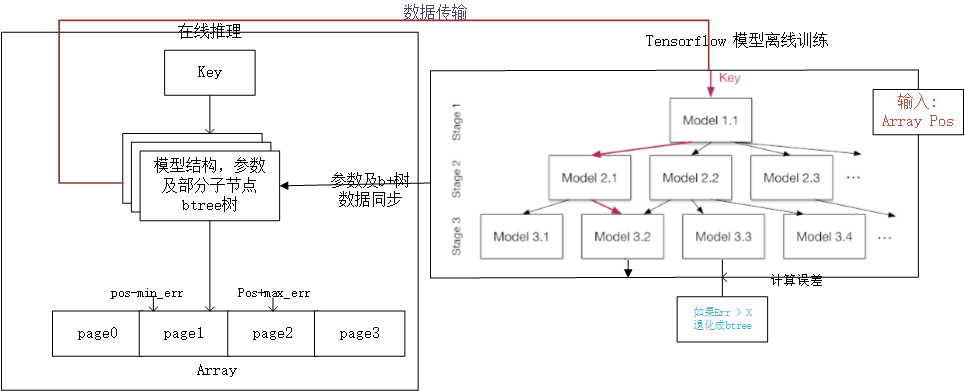 数据传输
在线推理
Key
模型结构，参数
及部分子节点
btree树
pos-min_err
Pos+max_err
page0
page1
page2
page3
Array
参数及b+树
数据同步
Tensorflow 模型离线训练
Key
输入:
Array Pos
Stage 1
Model 1.1
Stage 2
Model 2.1
Model 2.2
Model 2.3
...
Stage 3
Model 3.1
Model 3.2
Model 3.3
Model 3.4
...
计算误差
如果Err > X
退化成btree